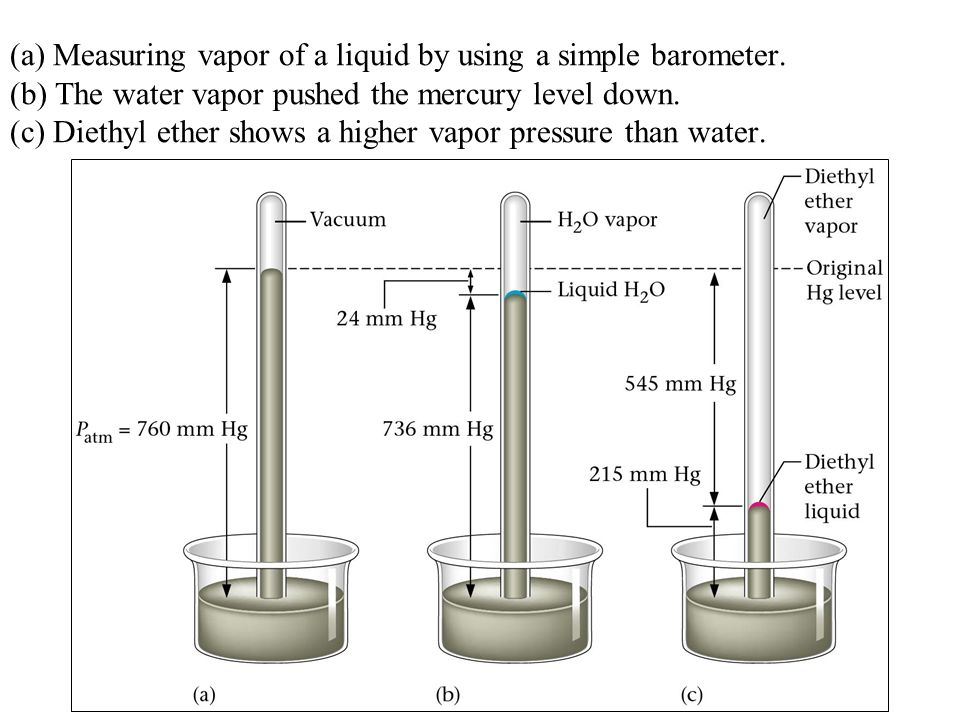 (a) Measuring vapor of a liquid by using a simple barometer.
(b) The water vapor pushed the mercury level down.
(c) Diethyl ether shows a higher vapor pressure than water.
Vacuum
P_atm = 760 mm Hg
(a)
H₂O vapor
Liquid H₂O
24 mm Hg
736 mm Hg
(b)
Diethyl
ether
vapor
Original
Hg level
545 mm Hg
215 mm Hg
Diethyl
ether
liquid
(c)